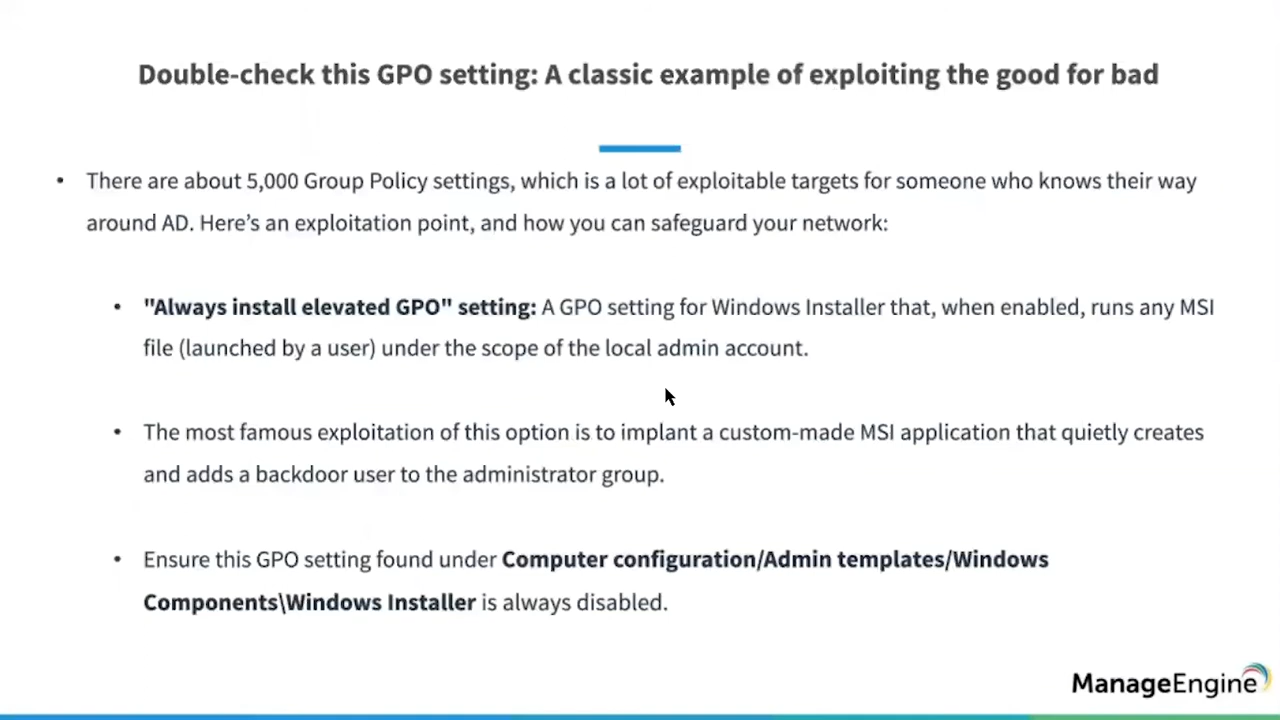 Double-check this GPO setting: A classic example of exploiting the good for bad
• There are about 5,000 Group Policy settings, which is a lot of exploitable targets for someone who knows their way
around AD. Here’s an exploitation point, and how you can safeguard your network:
• "Always install elevated GPO" setting: A GPO setting for Windows Installer that, when enabled, runs any MSI
file (launched by a user) under the scope of the local admin account.
• The most famous exploitation of this option is to implant a custom-made MSI application that quietly creates
and adds a backdoor user to the administrator group.
• Ensure this GPO setting found under Computer configuration/Admin templates/Windows
Components\Windows Installer is always disabled.
ManageEngine